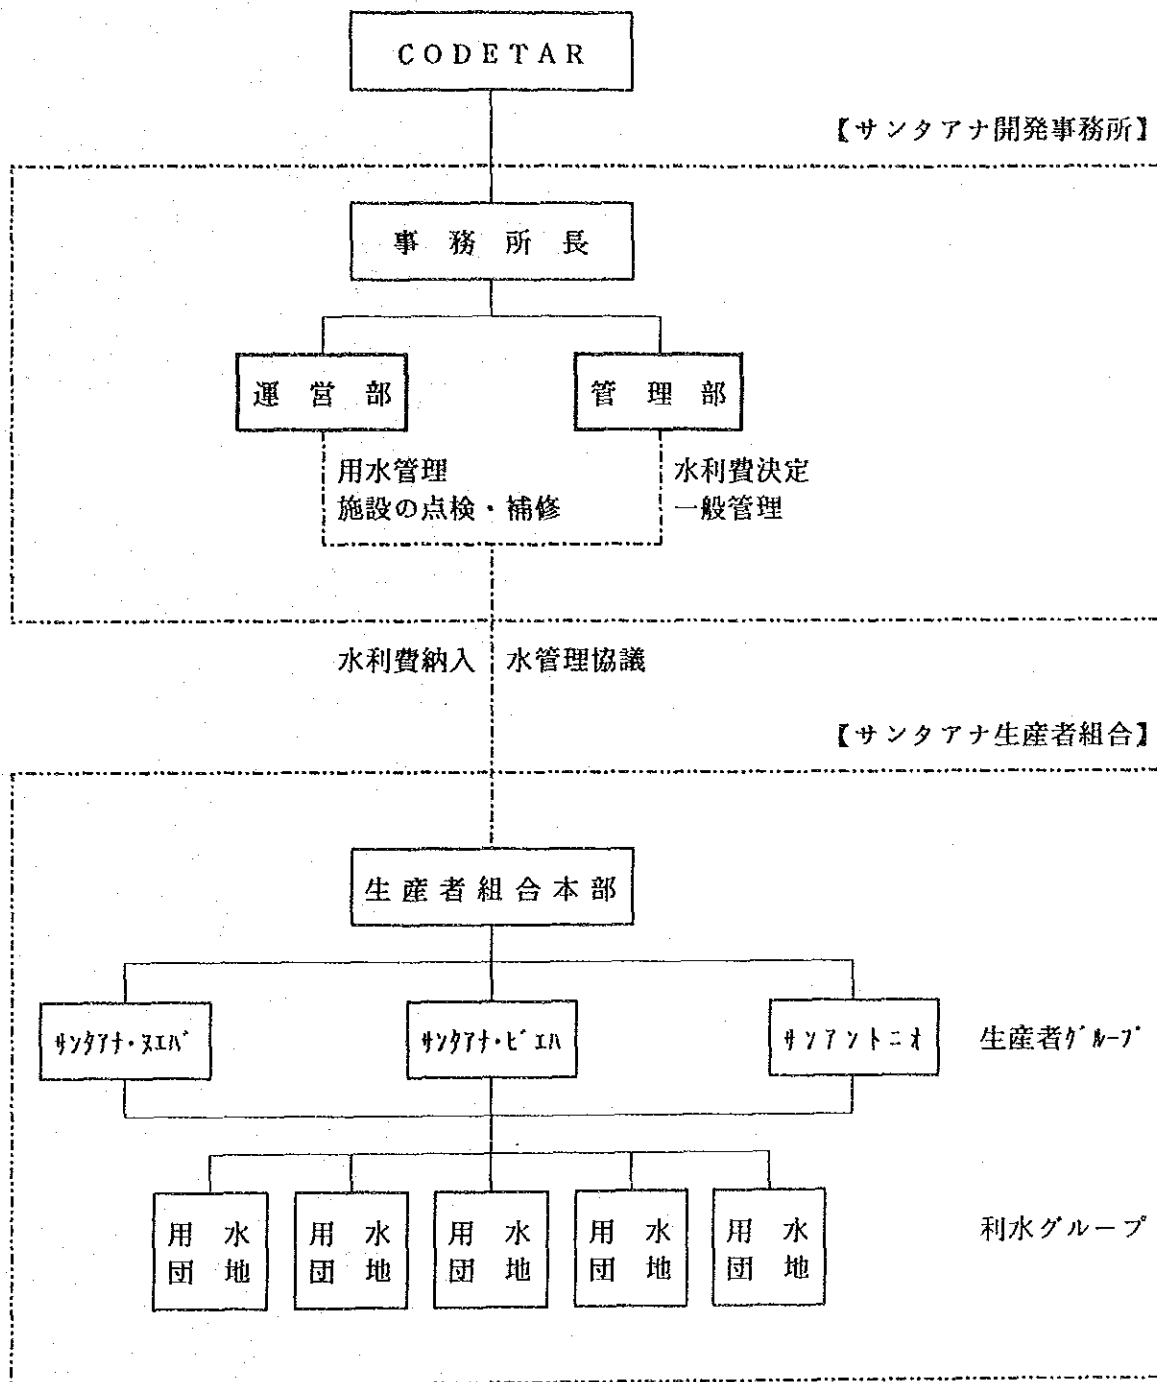 CODETAR
【サンタアナ開発事務所】
事務所長
運営部
管理部
用水管理
施設の点検・補修
水利費決定
一般管理
水利費納入
水管理協議
【サンタアナ生産者組合】
生産者組合本部
ｻﾝﾀｱﾅ・ﾇｴﾊﾞ
ｻﾝﾀｱﾅ・ﾋﾞｴﾊ
ｻﾝｱﾝﾄﾆｵ
生産者ｸﾞﾙｰﾌﾟ
用水
団地
用水
団地
用水
団地
用水
団地
用水
団地
利水グループ